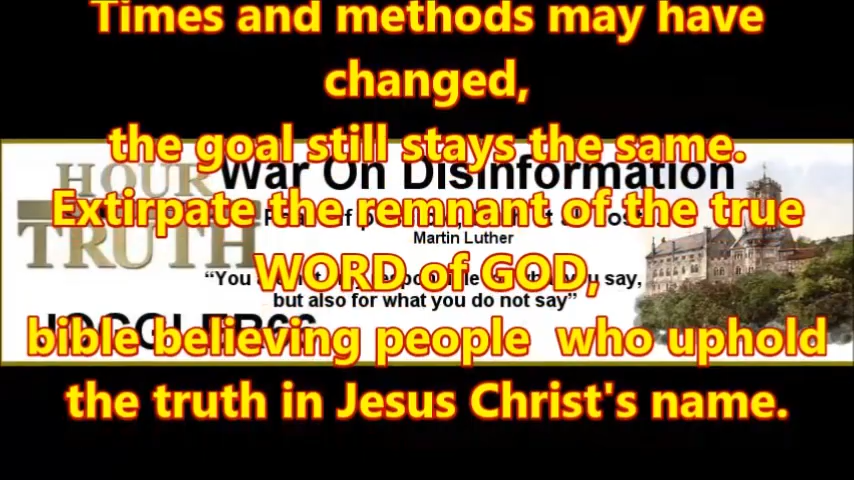 Times and methods may have
changed,
the goal still stays the same.
HOUR
War On Disinformation
Extirpate the remnant of the true
TRUTH
Martin Luther
WORD of GOD,
“You say,
but also for what you do not say”
bible believing people who uphold
the truth in Jesus Christ's name.